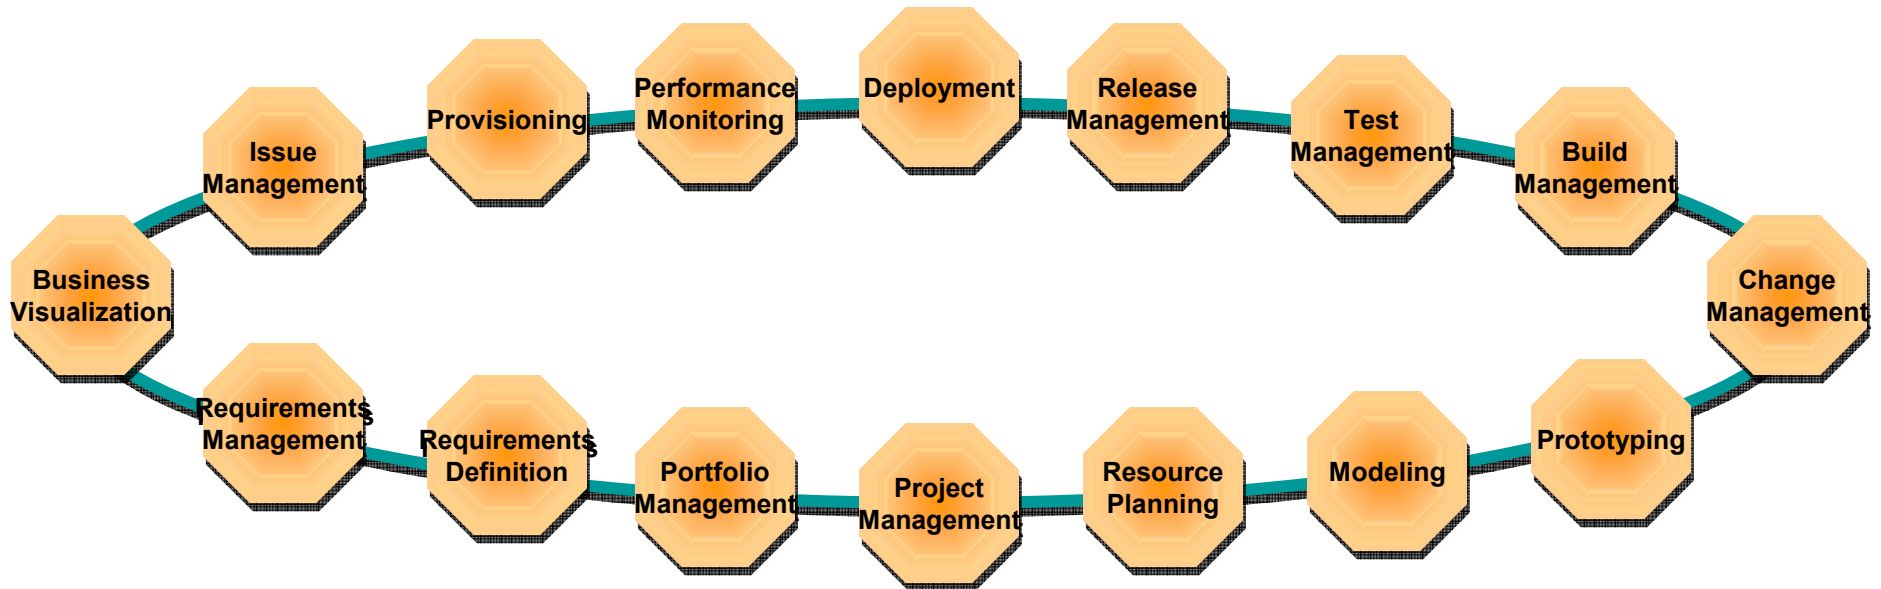 Performance
Monitoring
Deployment
Release
Management
Provisioning
Test
Management
Issue
Management
Build
Management
Business
Visualization
Change
Management
Requirements
Management
Requirements
Definition
Portfolio
Management
Project
Management
Resource
Planning
Modeling
Prototyping